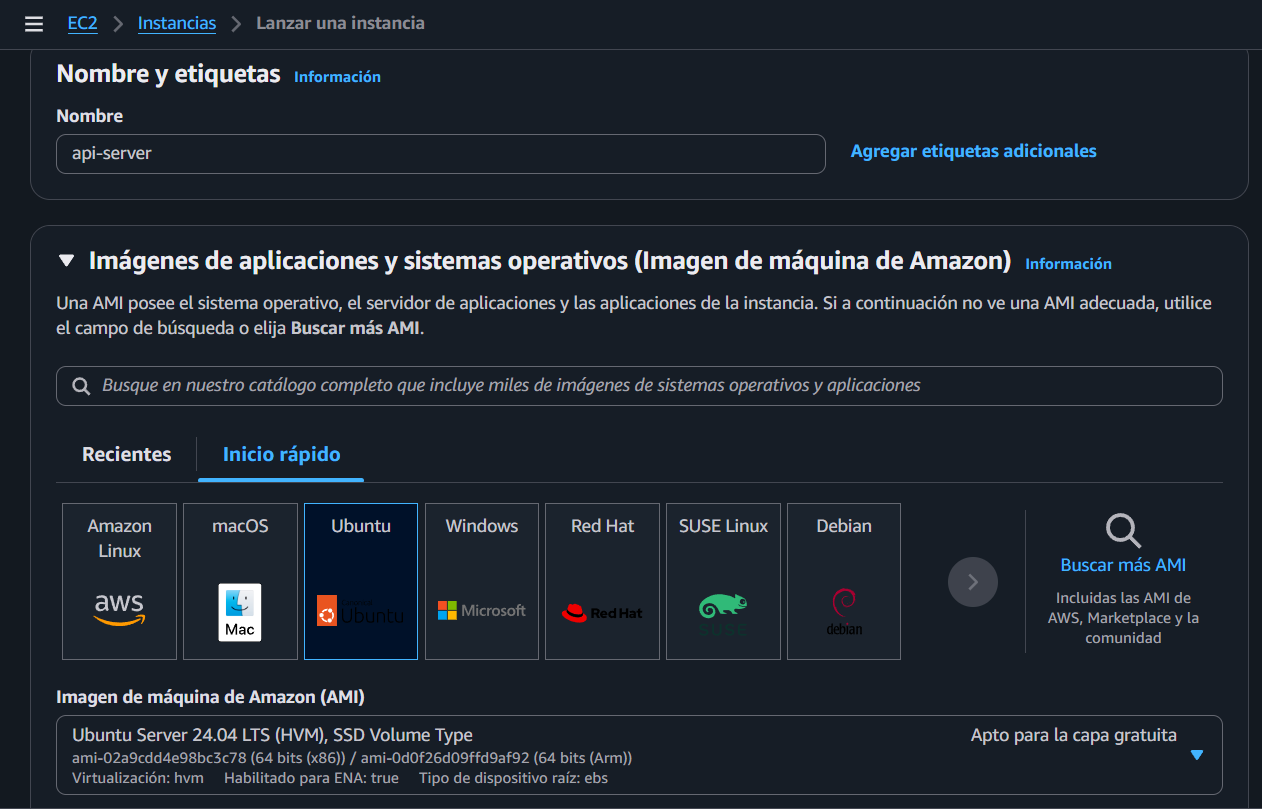 EC2 > Instancias > Lanzar una instancia
Nombre y etiquetas Información
Nombre
api-server
Agregar etiquetas adicionales
Imágenes de aplicaciones y sistemas operativos (Imagen de máquina de Amazon) Información
Una AMI posee el sistema operativo, el servidor de aplicaciones y las aplicaciones de la instancia. Si a continuación no ve una AMI adecuada, utilice
el campo de búsqueda o elija Buscar más AMI.
Busque en nuestro catálogo completo que incluye miles de imágenes de sistemas operativos y aplicaciones
Recientes
Inicio rápido
Amazon
Linux
aws
macOS
Mac
Ubuntu
Ubuntu
Windows
Microsoft
Red Hat
Red Hat
SUSE Linux
SUSE
Debian
debian
Buscar más AMI
Incluidas las AMI de
AWS, Marketplace y la
comunidad
Imagen de máquina de Amazon (AMI)
Ubuntu Server 24.04 LTS (HVM), SSD Volume Type
Apto para la capa gratuita
ami-02a9cdd4e98bc3c78 (64 bits (x86)) / ami-0d0f26d09ffd9af92 (64 bits (Arm))
Virtualización: hvm Habilitado para ENA: true Tipo de dispositivo raíz: ebs